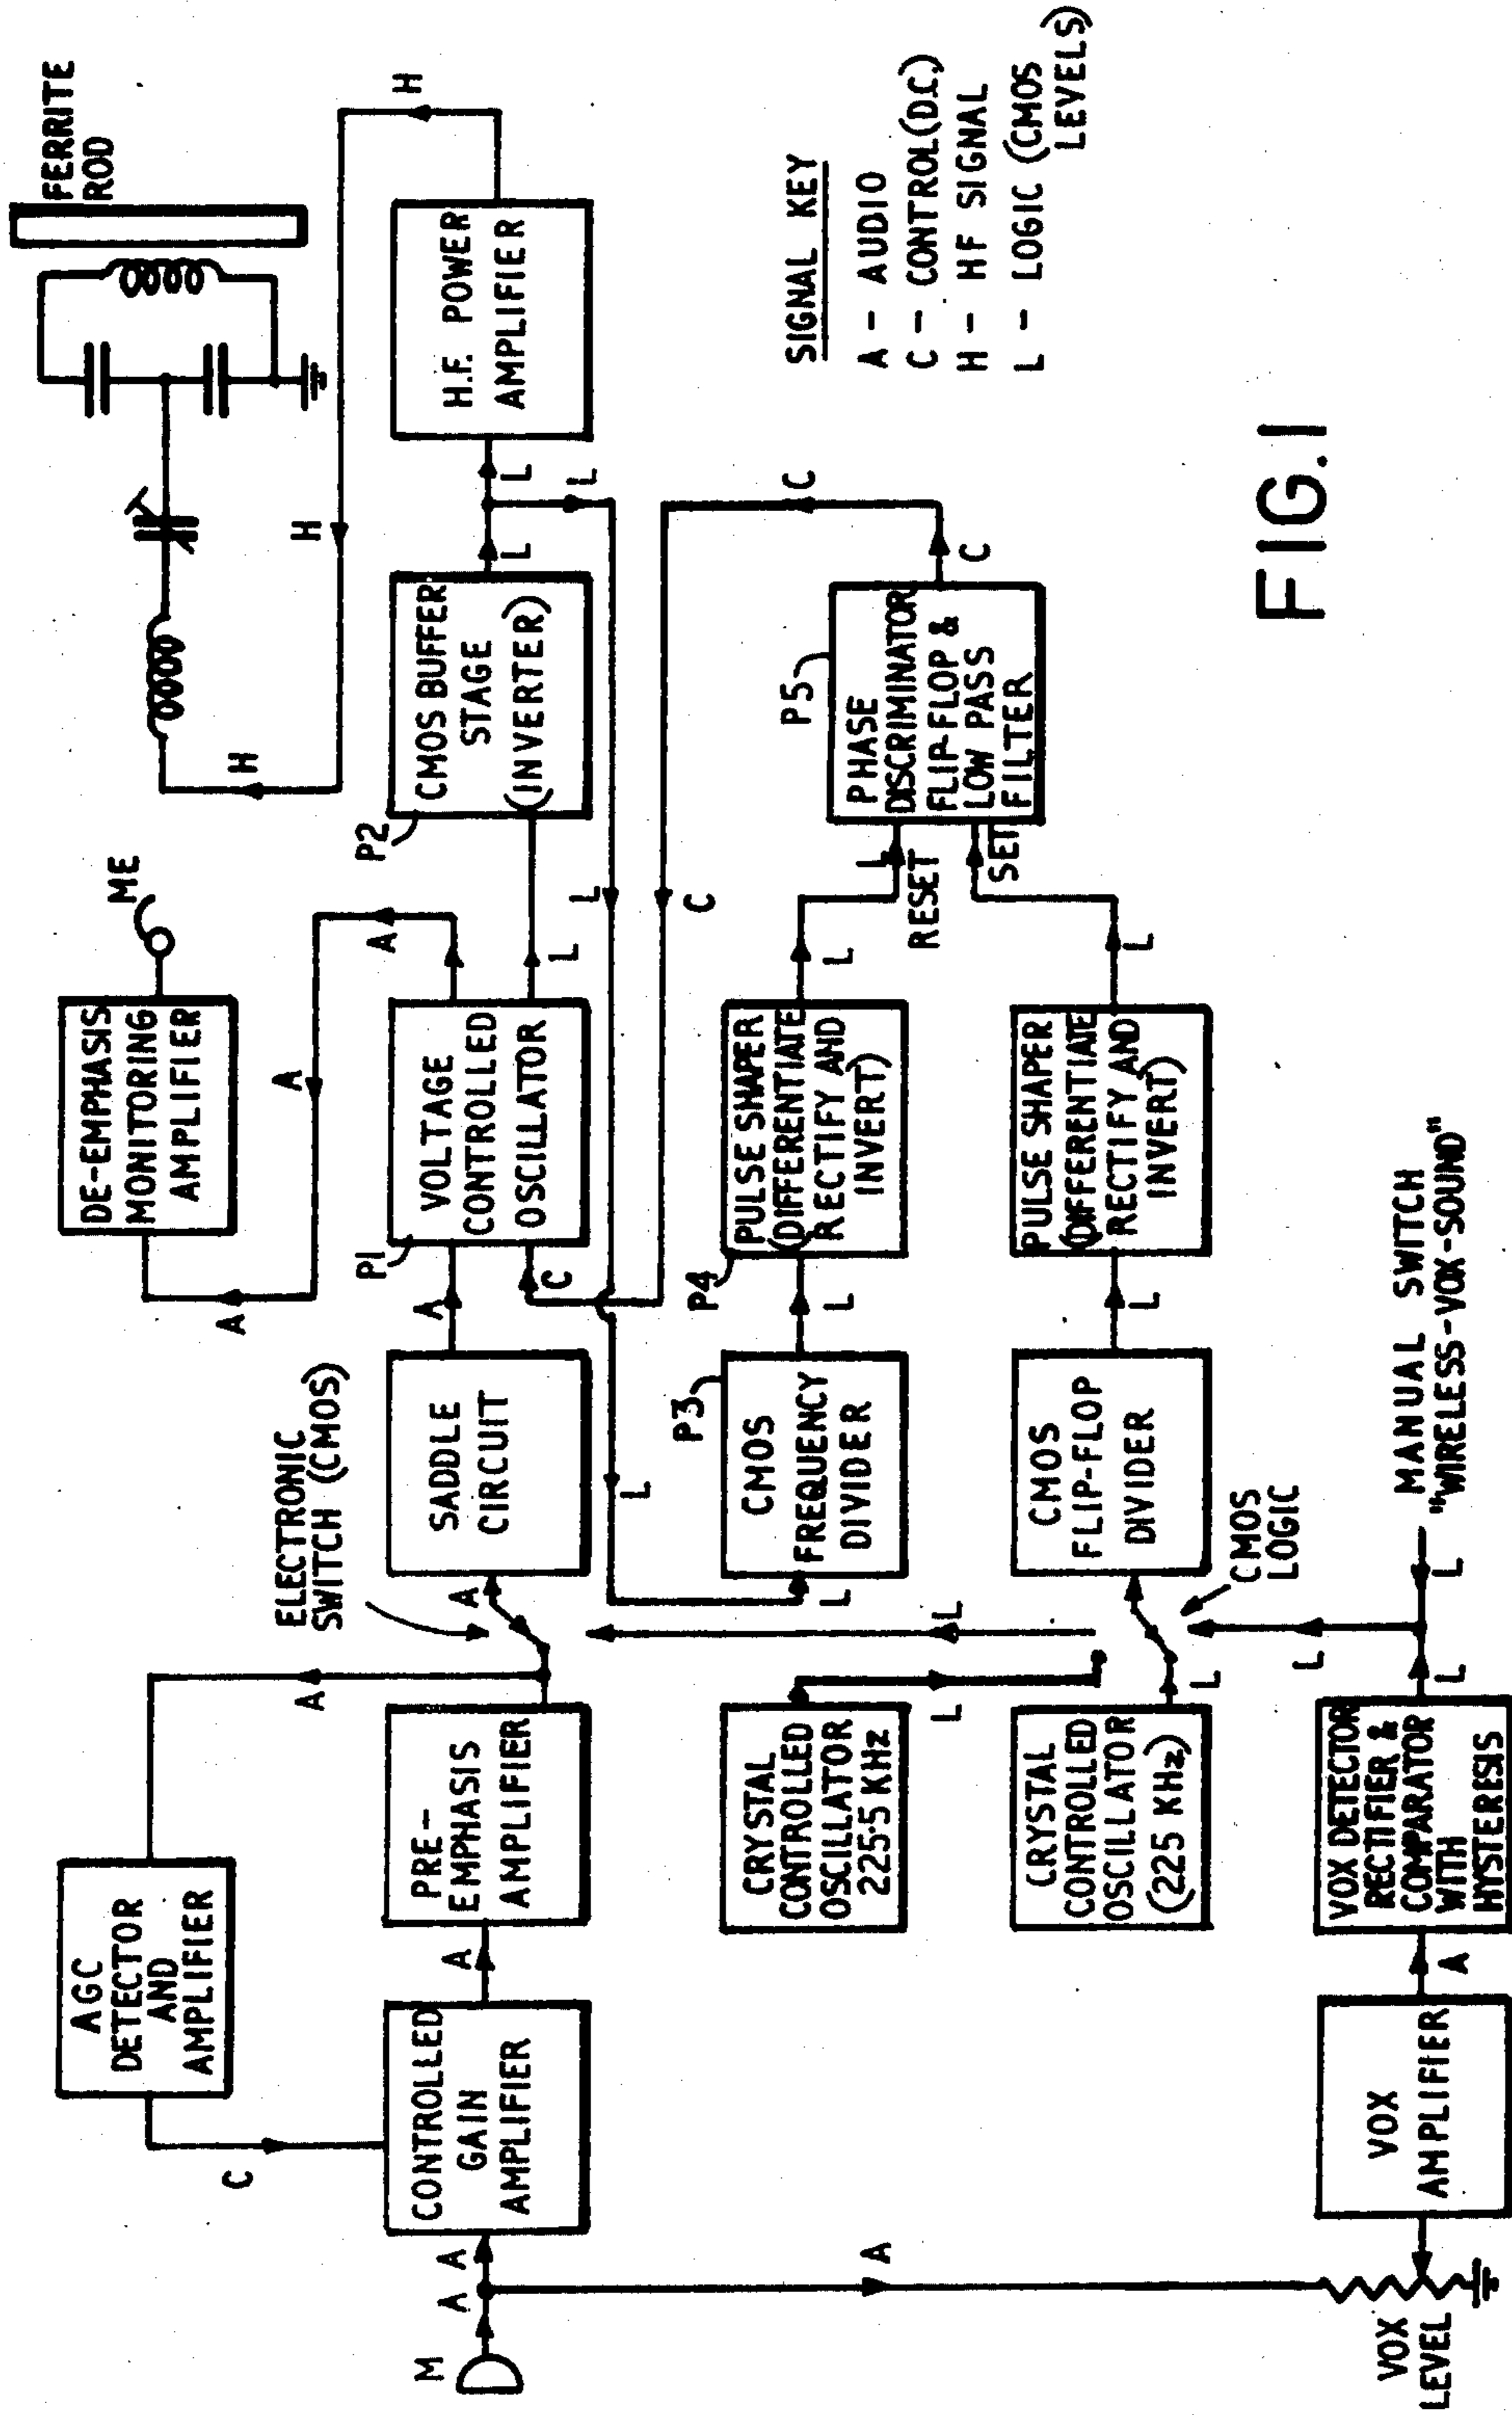 FERRITE
ROD
H
H
H
ME
DE-EMPHASIS
MONITORING
AMPLIFIER
A
A
A
AGC
DETECTOR
AND
AMPLIFIER
C
A
ELECTRONIC
SWITCH (CMOS)
M
A
A
CONTROLLED
GAIN
AMPLIFIER
A
PRE-
EMPHASIS
AMPLIFIER
A
SADDLE
CIRCUIT
A
C
P1
VOLTAGE
CONTROLLED
OSCILLATOR
L
P2
CMOS BUFFER
STAGE
(INVERTER)
L
L
L
H.F. POWER
AMPLIFIER
L
L
C
C
A
CRYSTAL
CONTROLLED
OSCILLATOR
225·5 KHz
L
L
L
P3
CMOS
FREQUENCY
DIVIDER
L
P4
PULSE SHAPER
(DIFFERENTIATE
RECTIFY AND
INVERT)
L
L
RESET
SET
P5
PHASE
DISCRIMINATOR
FLIP-FLOP &
LOW PASS
FILTER
C
CRYSTAL
CONTROLLED
OSCILLATOR
(225 KHz)
L
CMOS
FLIP-FLOP
DIVIDER
L
PULSE SHAPER
(DIFFERENTIATE
RECTIFY AND
INVERT)
L
CMOS
LOGIC
L
VOX
LEVEL
VOX
AMPLIFIER
A
VOX DETECTOR
RECTIFIER &
COMPARATOR
WITH
HYSTERESIS
L
L
MANUAL SWITCH
"WIRELESS-VOX-SOUND"
SIGNAL KEY
A - AUDIO
C - CONTROL (D.C.)
H - HF SIGNAL
L - LOGIC (CMOS
LEVELS)
FIG.1